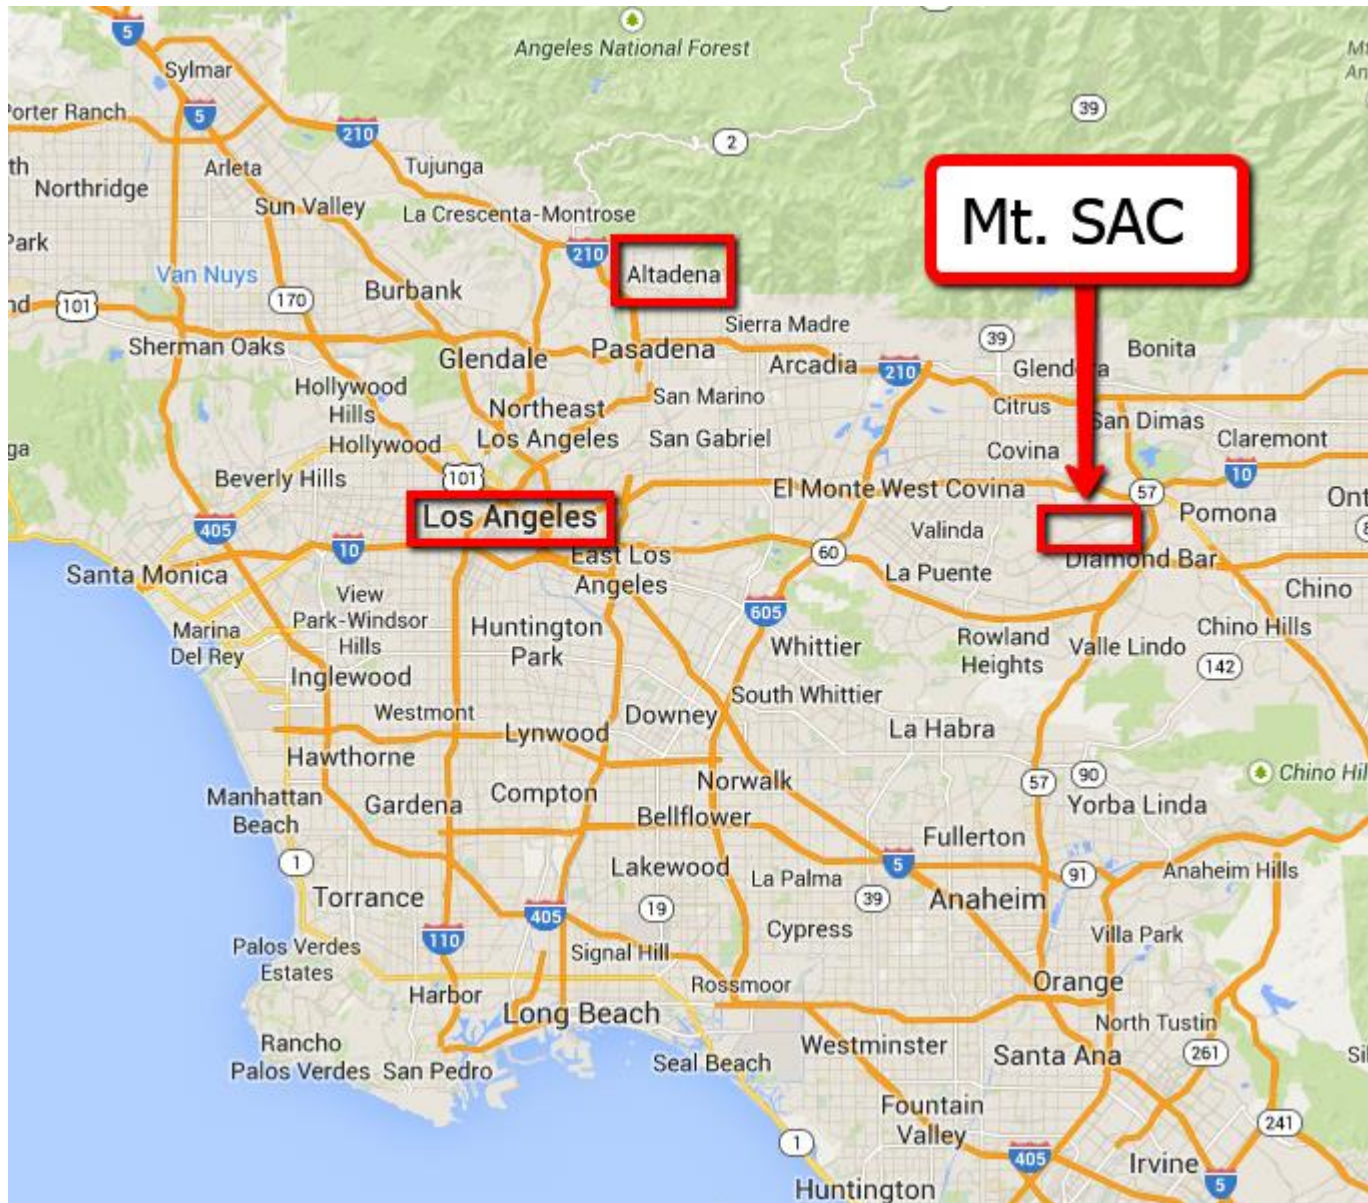 5
Angeles National Forest
Sylmar
39
Porter Ranch
5
210
2
Arleta
Tujunga
Northridge
Sun Valley
La Crescenta-Montrose
Mt. SAC
Park
210
Altadena
Van Nuys
170
Burbank
101
Sierra Madre
39
Bonita
Sherman Oaks
Glendale
Pasadena
Arcadia
210
Glendora
Hollywood
Hills
San Marino
Citrus
Northeast
Los Angeles
San Dimas
Hollywood
San Gabriel
Covina
Claremont
Beverly Hills
101
10
El Monte
West Covina
57
Pomona
Los Angeles
405
Valinda
10
60
East Los
Angeles
Diamond Bar
Santa Monica
La Puente
Chino
View
Park-Windsor
Hills
605
Marina
Del Rey
Huntington
Park
Whittier
Rowland
Heights
Valle Lindo
Chino Hills
142
Inglewood
South Whittier
Westmont
Downey
Lynwood
La Habra
Hawthorne
57
90
Chino Hil
Norwalk
Manhattan
Beach
Gardena
Compton
Yorba Linda
Bellflower
Fullerton
1
5
91
Anaheim Hills
Lakewood
La Palma
Torrance
39
Anaheim
405
19
Cypress
110
Villa Park
Palos Verdes
Estates
Signal Hill
Harbor
Rossmoor
Orange
Long Beach
North Tustin
Rancho
Palos Verdes
San Pedro
Westminster
Santa Ana
261
Seal Beach
Fountain
Valley
241
1
405
Irvine
5
Huntington